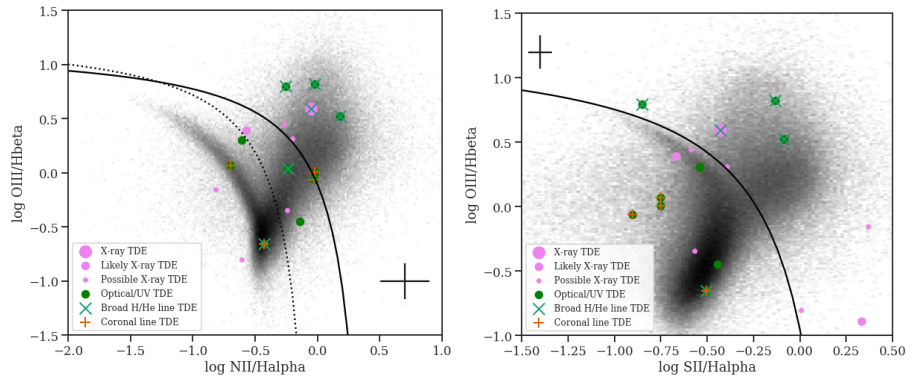 1.5
1.0
0.5
0.0
−0.5
−1.0
−1.5
log OIII/Hbeta
−2.0 −1.5 −1.0 −0.5 0.0 0.5 1.0
log NII/Halpha
X-ray TDE
Likely X-ray TDE
Possible X-ray TDE
Optical/UV TDE
Broad H/He line TDE
Coronal line TDE
1.5
1.0
0.5
0.0
−0.5
−1.0
log OIII/Hbeta
−1.50 −1.25 −1.00 −0.75 −0.50 −0.25 0.00 0.25 0.50
log SII/Halpha
X-ray TDE
Likely X-ray TDE
Possible X-ray TDE
Optical/UV TDE
Broad H/He line TDE
Coronal line TDE